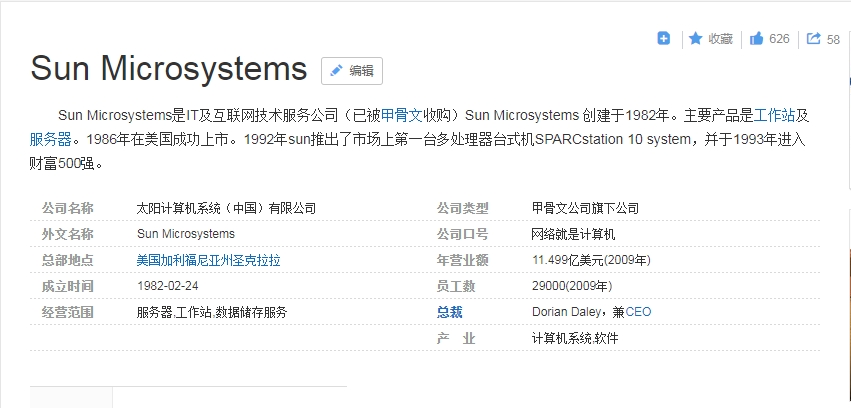 收藏 626 58
Sun Microsystems 编辑
Sun Microsystems是IT及互联网技术服务公司（已被甲骨文收购）Sun Microsystems 创建于1982年。主要产品是工作站及
服务器。1986年在美国成功上市。1992年sun推出了市场上第一台多处理器台式机SPARCstation 10 system，并于1993年进入
财富500强。
公司名称 太阳计算机系统（中国）有限公司 公司类型 甲骨文公司旗下公司
外文名称 Sun Microsystems 公司口号 网络就是计算机
总部地点 美国加利福尼亚州圣克拉拉 年营业额 11.499亿美元(2009年)
成立时间 1982-02-24 员工数 29000(2009年)
经营范围 服务器,工作站,数据储存服务 总裁 Dorian Daley，兼CEO
产 业 计算机系统,软件